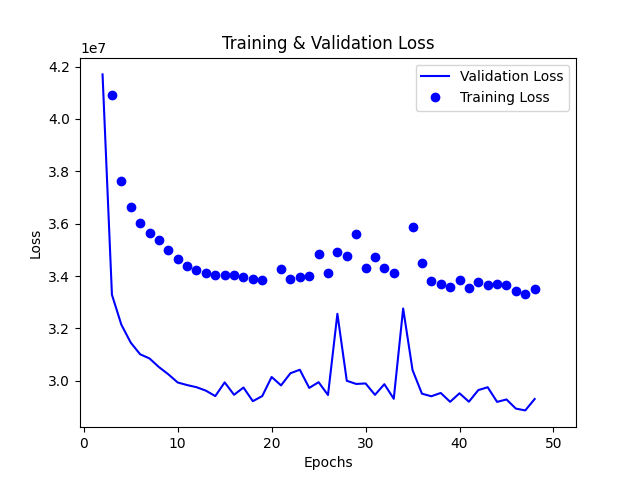 Training & Validation Loss
1e7
Validation Loss
Training Loss
4.2
4.0
3.8
3.6
3.4
3.2
3.0
Loss
0 10 20 30 40 50
Epochs